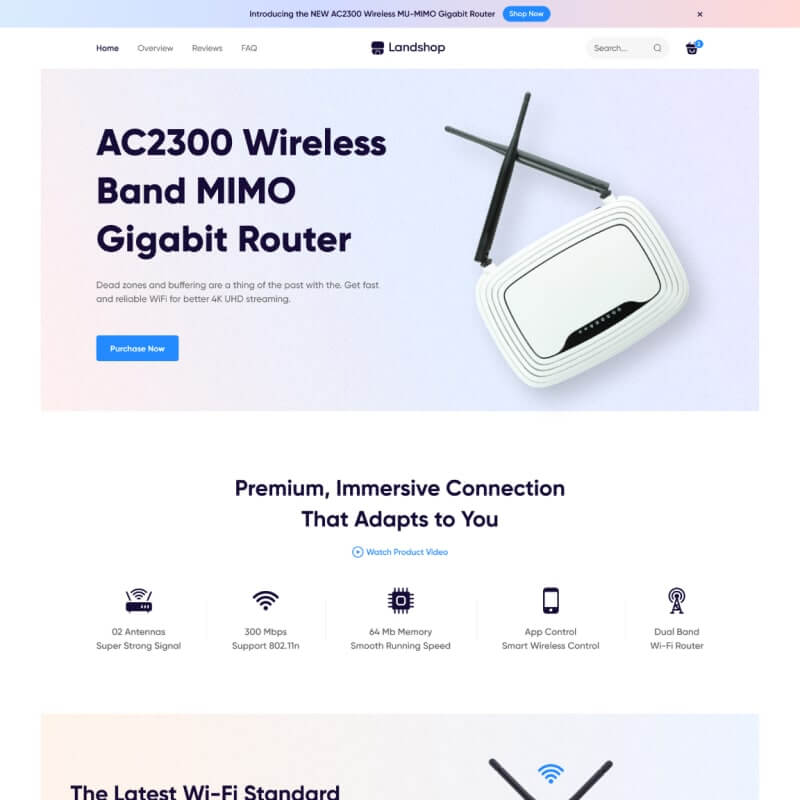 Introducing the NEW AC2300 Wireless MU-MIMO Gigabit Router Shop Now
Home Overview Reviews FAQ Landshop Search...
AC2300 Wireless
Band MIMO
Gigabit Router
Dead zones and buffering are a thing of the past with the. Get fast
and reliable WiFi for better 4K UHD streaming.
Purchase Now
Premium, Immersive Connection
That Adapts to You
Watch Product Video
02 Antennas
Super Strong Signal
300 Mbps
Support 802.11n
64 Mb Memory
Smooth Running Speed
App Control
Smart Wireless Control
Dual Band
Wi-Fi Router
The Latest Wi-Fi Standard